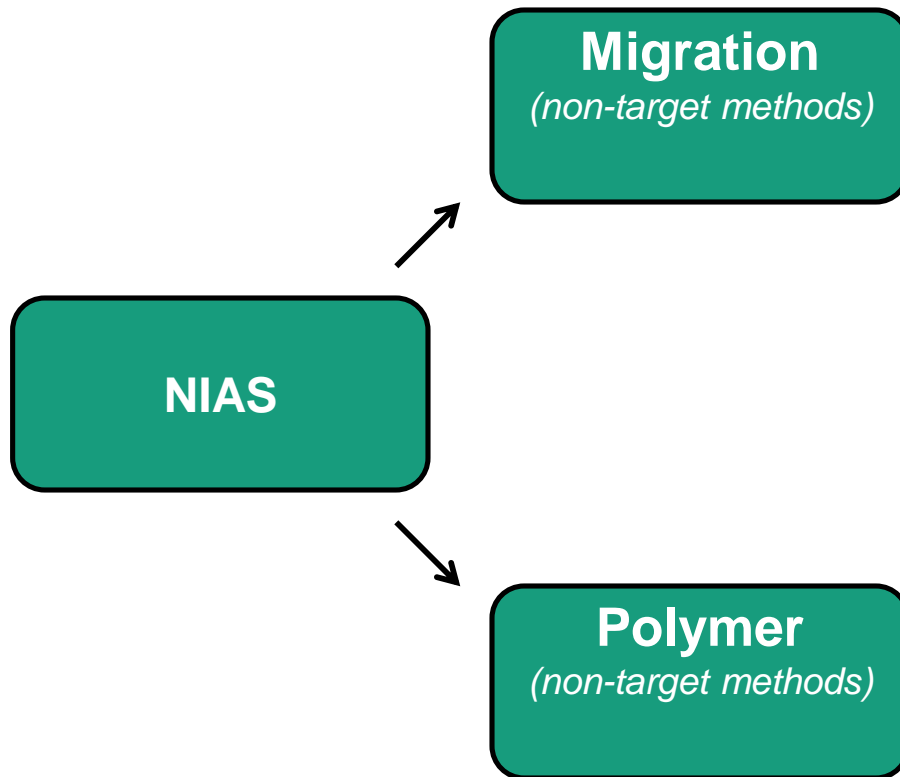 Migration
(non-target methods)
NIAS
Polymer
(non-target methods)